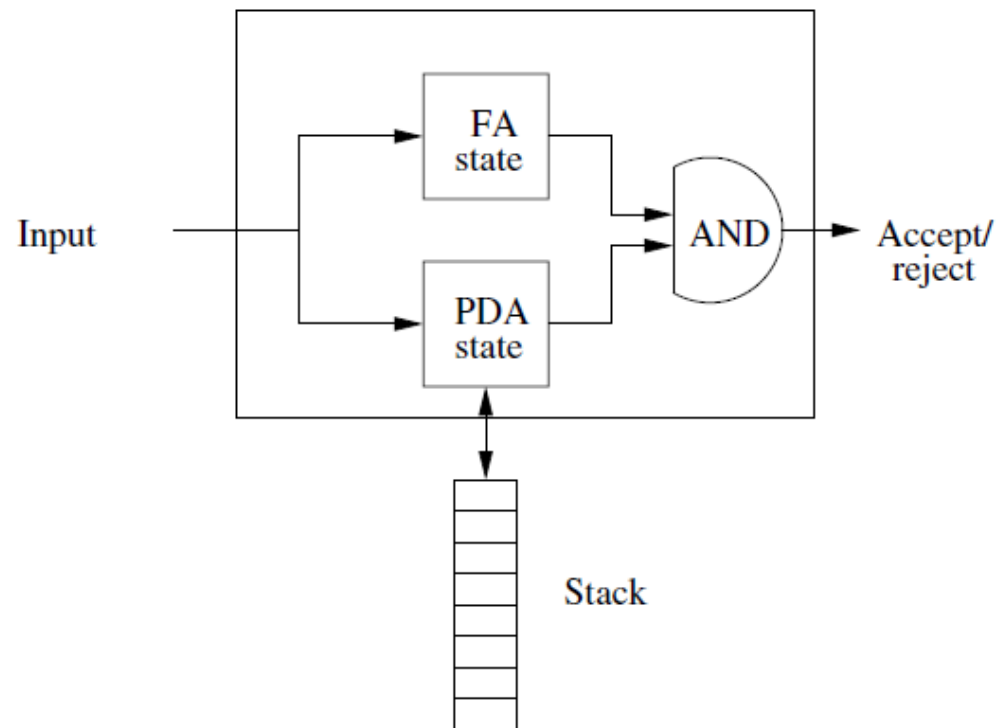 FA
state
Input
PDA
state
AND
Accept/
reject
Stack